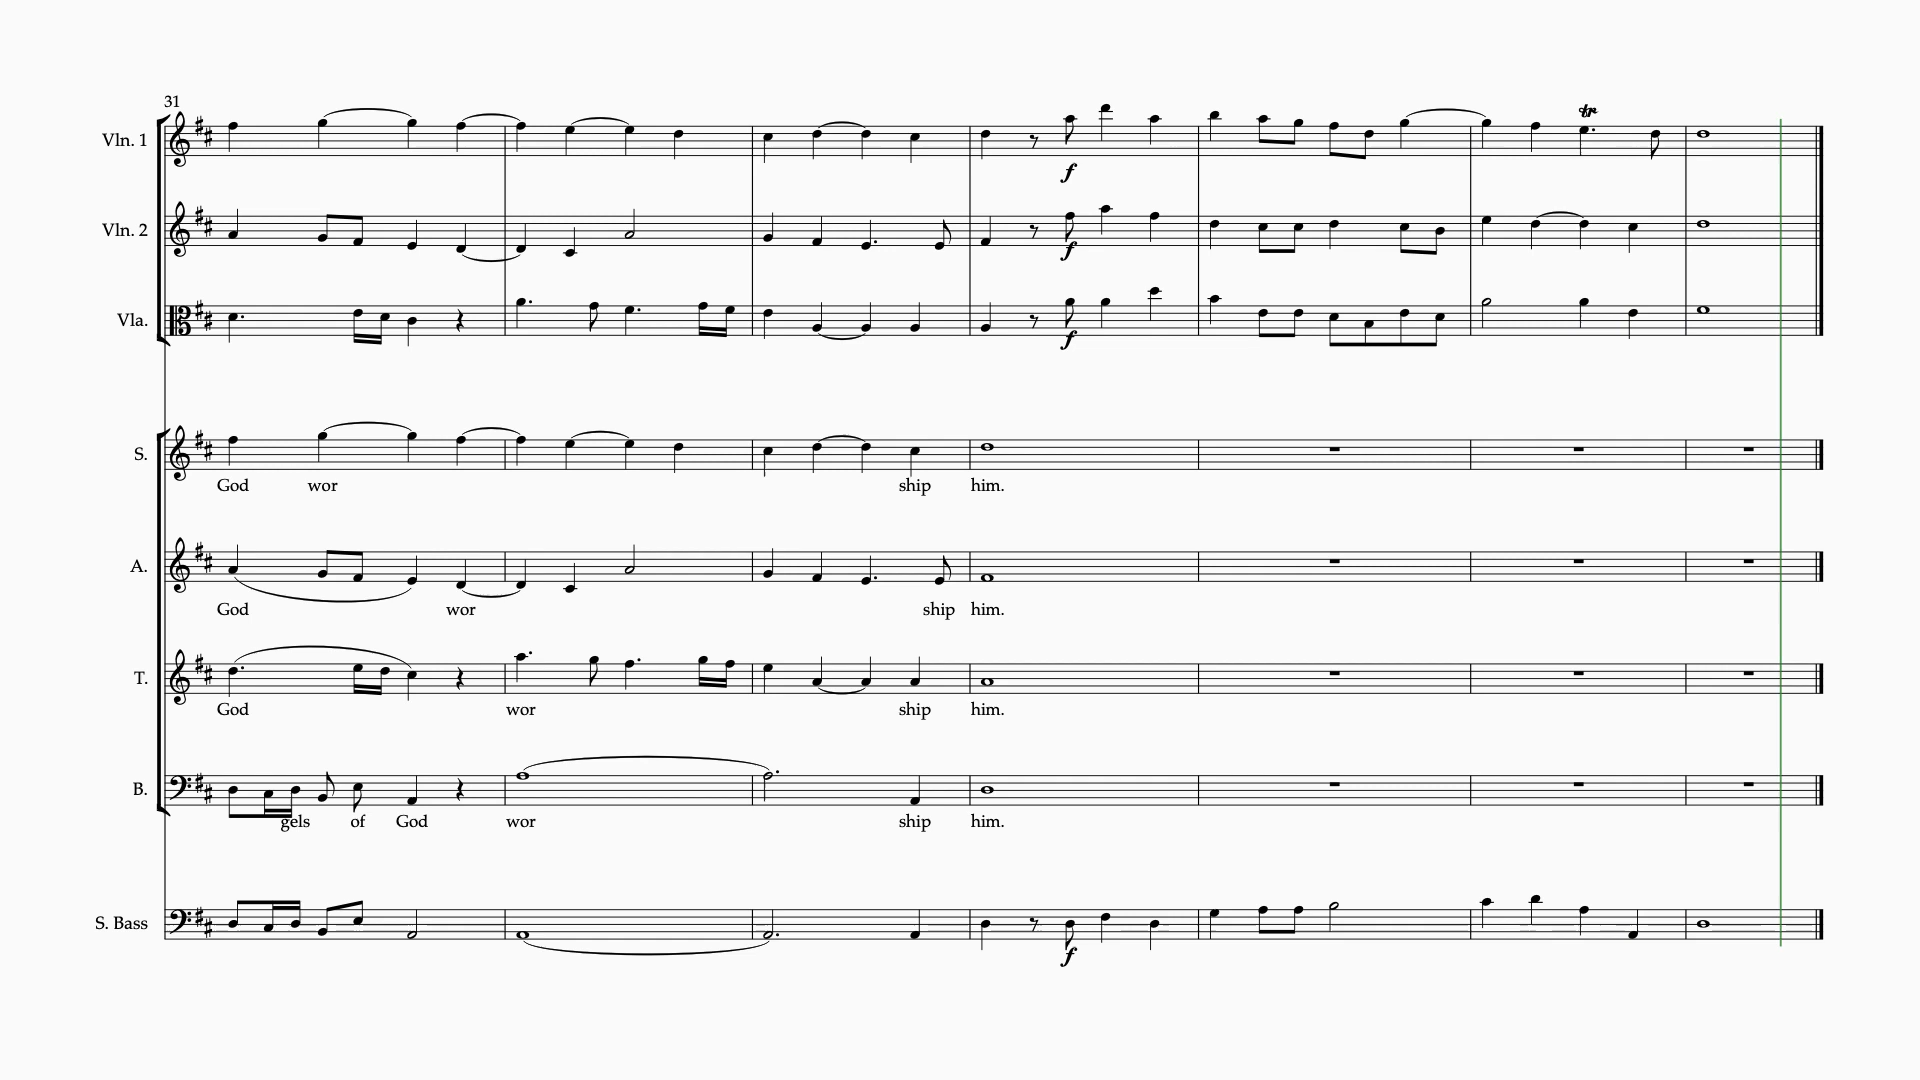 31
Vln. 1
tr
f
Vln. 2
f
Vla.
f
S.
God wor ship him.
A.
God wor ship him.
T.
God wor ship him.
B.
gels of God wor ship him.
S. Bass
f